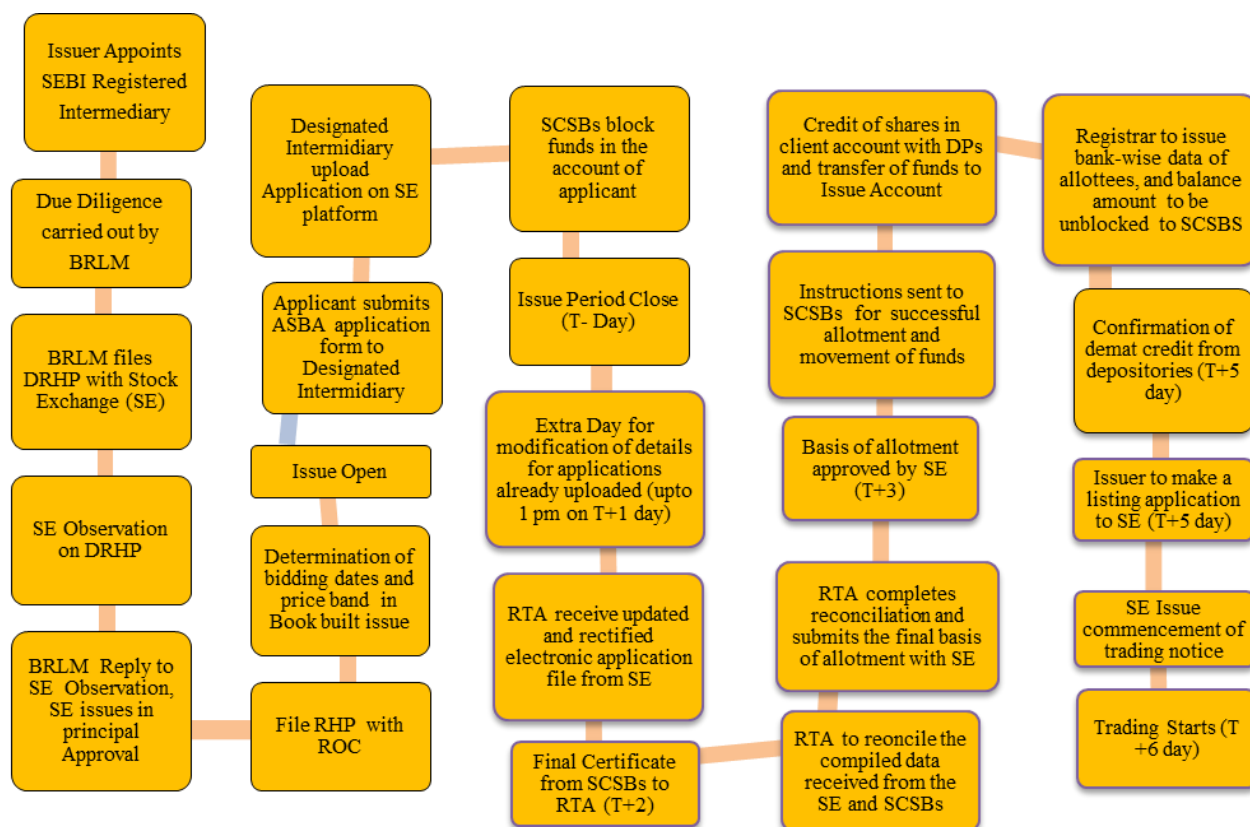 Issuer Appoints
SEBI Registered
Intermediary
Due Diligence
carried out by
BRLM
BRLM files
DRHP with Stock
Exchange (SE)
SE Observation
on DRHP
BRLM Reply to
SE Observation,
SE issues in
principal
Approval
File RHP with
ROC
Determination of
bidding dates and
price band in
Book built issue
Issue Open
Applicant submits
ASBA application
form to
Designated
Intermidiary
Designated
Intermidiary
upload
Application on SE
platform
SCSBs block
funds in the
account of
applicant
Issue Period Close
(T- Day)
Extra Day for
modification of details
for applications
already uploaded (upto
1 pm on T+1 day)
RTA receive updated
and rectified
electronic application
file from SE
Final Certificate
from SCSBs to
RTA (T+2)
RTA to reconcile the
compiled data
received from the
SE and SCSBs
RTA completes
reconciliation and
submits the final basis
of allotment with SE
Basis of allotment
approved by SE
(T+3)
Instructions sent to
SCSBs for successful
allotment and
movement of funds
Credit of shares in
client account with DPs
and transfer of funds to
Issue Account
Registrar to issue
bank-wise data of
allottees, and balance
amount to be
unblocked to SCSBS
Confirmation of
demat credit from
depositories (T+5
day)
Issuer to make a
listing application
to SE (T+5 day)
SE Issue
commencement of
trading notice
Trading Starts (T
+6 day)